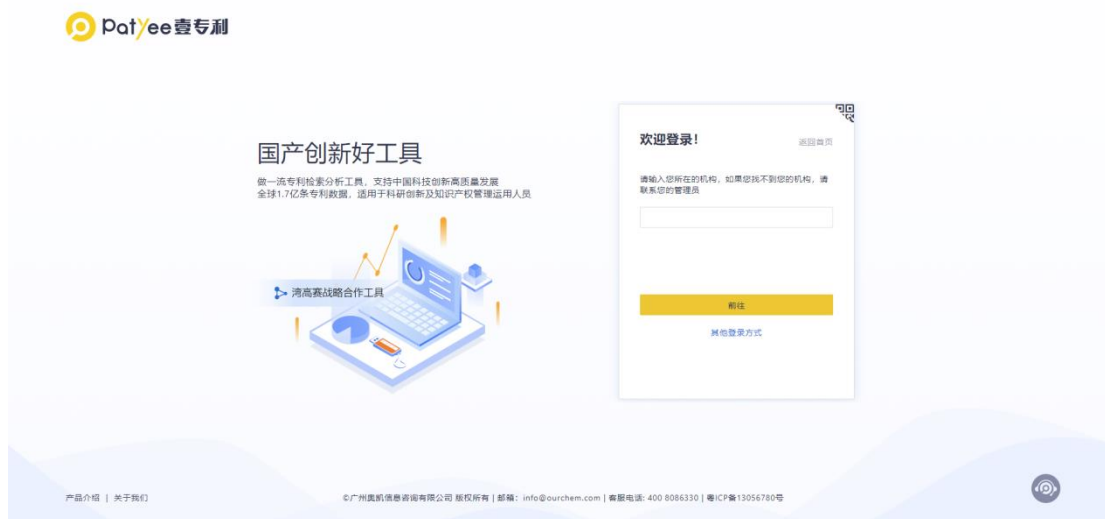 Patyee壹专利
国产创新好工具
做一流专利检索分析工具，支持中国科技创新高质量发展
全球1.7亿条专利数据，适用于科研创新及知识产权管理运用人员
湾高赛战略合作工具
欢迎登录！
返回首页
请输入您所在的机构，如果您找不到您的机构，请
联系您的管理员
前往
其他登录方式
产品介绍 | 关于我们
©广州奥凯信息咨询有限公司 版权所有 | 邮箱：info@ourchem.com | 客服电话: 400 8086330 | 粤ICP备13056780号